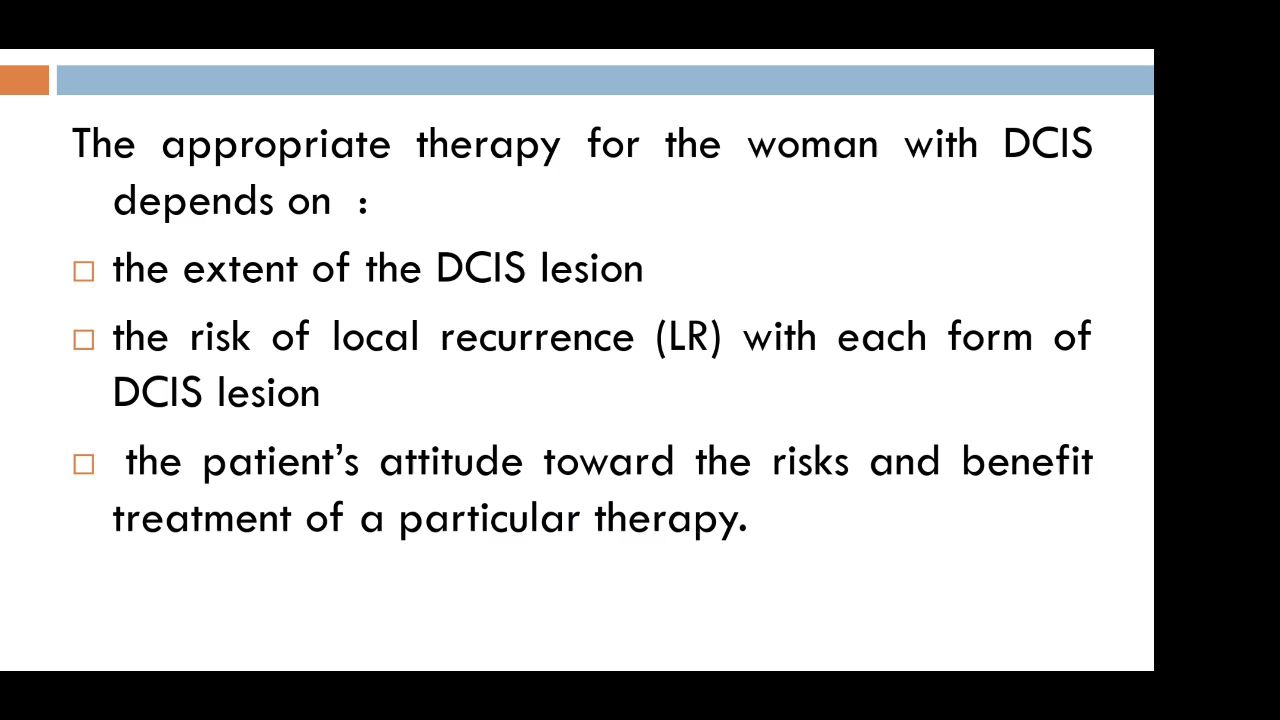 The appropriate therapy for the woman with DCIS
depends on :
the extent of the DCIS lesion
the risk of local recurrence (LR) with each form of
DCIS lesion
the patient’s attitude toward the risks and benefit
treatment of a particular therapy.